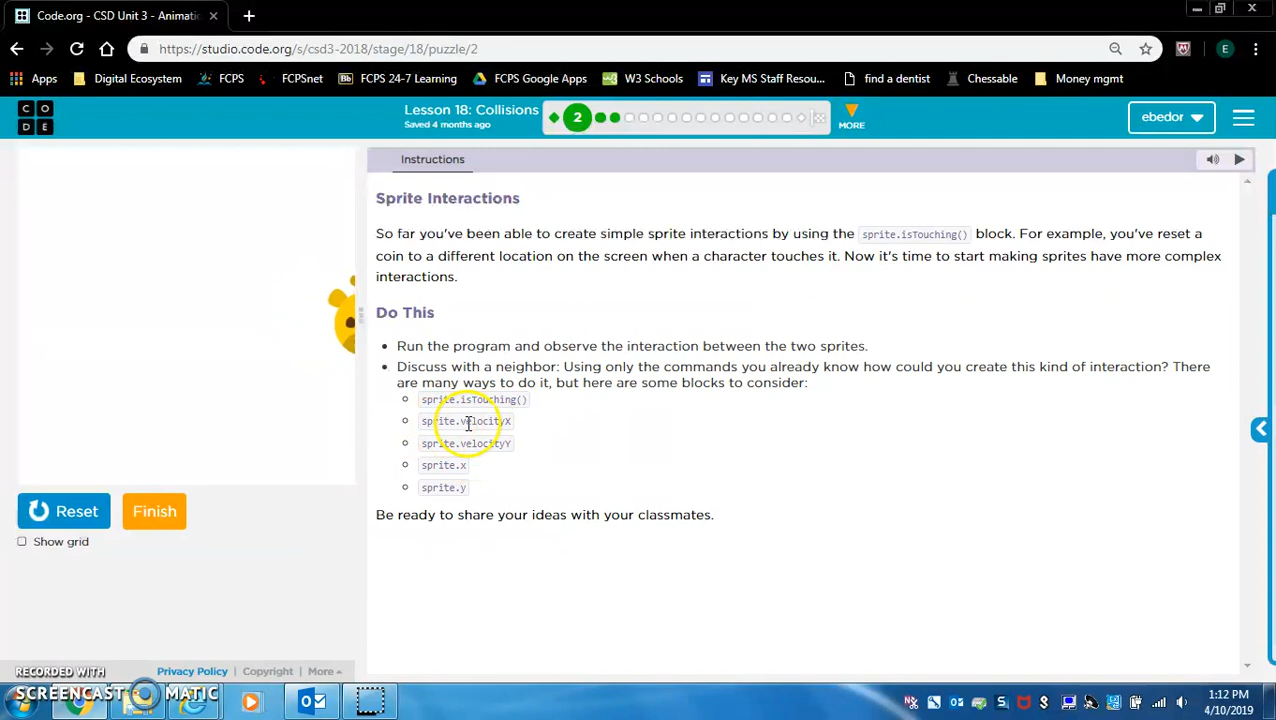 Code.org - CSD Unit 3 - Animatio
https://studio.code.org/s/csd3-2018/stage/18/puzzle/2
E
Apps Digital Ecosystem FCPS FCPSnet Bb FCPS 24-7 Learning FCPS Google Apps W3 Schools Key MS Staff Resou... find a dentist Chessable Money mgmt
C O
D E
Lesson 18: Collisions
Saved 4 months ago
2
MORE
ebedor
Instructions
Sprite Interactions
So far you've been able to create simple sprite interactions by using the sprite.isTouching() block. For example, you've reset a
coin to a different location on the screen when a character touches it. Now it's time to start making sprites have more complex
interactions.
Do This
Run the program and observe the interaction between the two sprites.
Discuss with a neighbor: Using only the commands you already know how could you create this kind of interaction? There
are many ways to do it, but here are some blocks to consider:
sprite.isTouching()
sprite.velocityX
sprite.velocityY
sprite.x
sprite.y
Be ready to share your ideas with your classmates.
Reset
Finish
Show grid
Privacy Policy | Copyright | More
RECORDED WITH
SCREENCAST MATIC
1:12 PM
4/10/2019